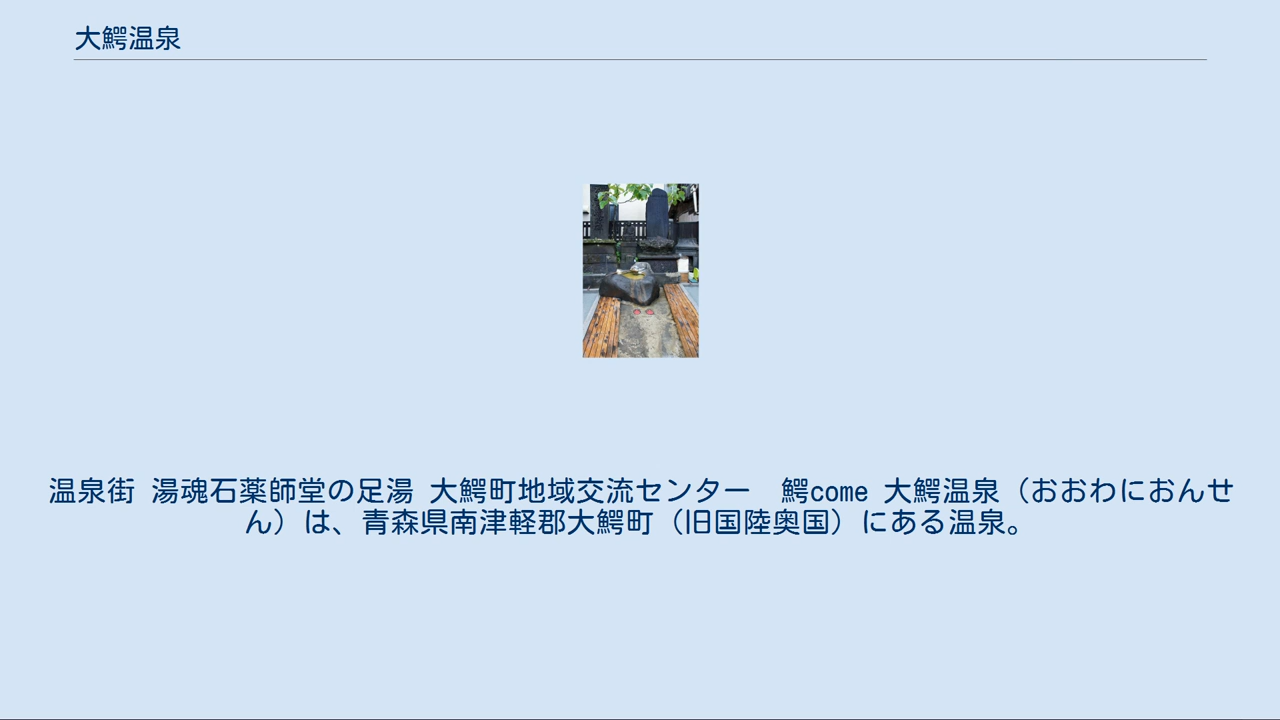 大鰐温泉
温泉街 湯魂石薬師堂の足湯 大鰐町地域交流センター　鰐come 大鰐温泉（おおわにおんせ
ん）は、青森県南津軽郡大鰐町（旧国陸奥国）にある温泉。